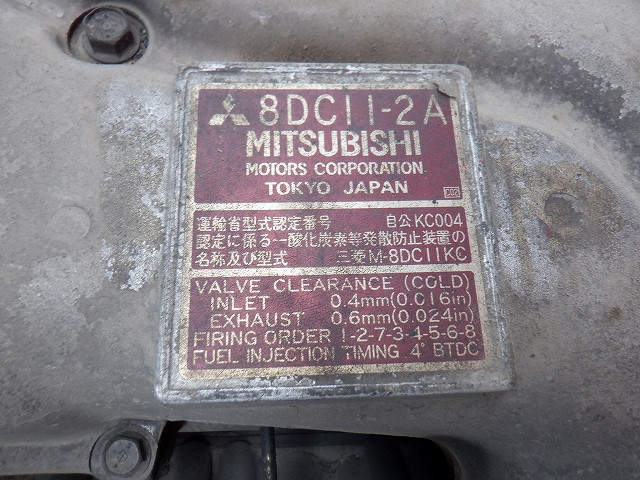 8DC11-2A
MITSUBISHI
MOTORS CORPORATION
TOKYO JAPAN
C02
運輸省型式認定番号 自公KC004
認定に係る一酸化炭素等発散防止装置の
名称及び型式 三菱M-8DC11KC
VALVE CLEARANCE (COLD)
INLET 0.4mm(0.016in)
EXHAUST 0.6mm(0.024in)
FIRING ORDER 1-2-7-3-4-5-6-8
FUEL INJECTION TIMING 4° BTDC